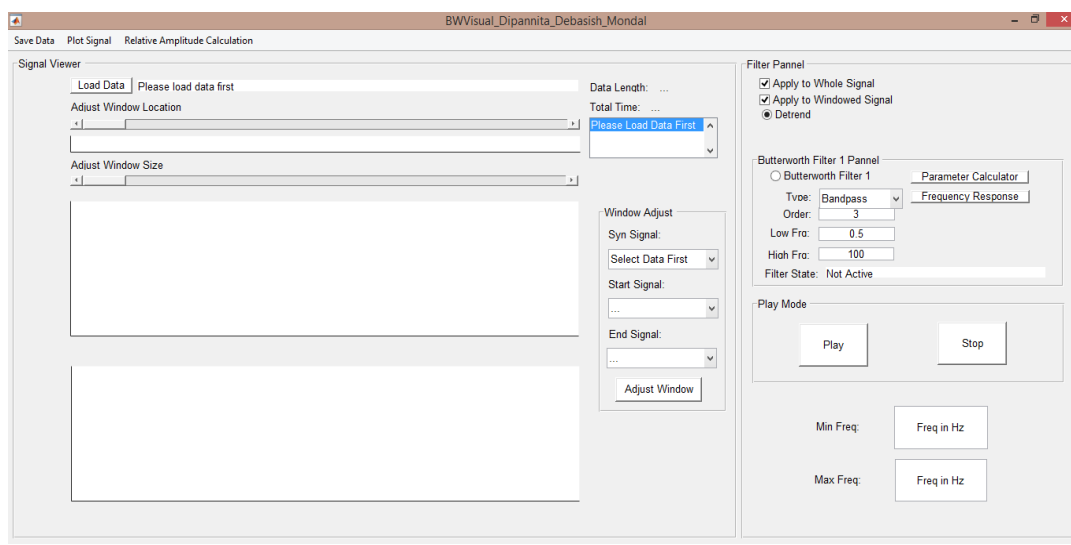 BWVisual_Dipannita_Debasish_Mondal
Save Data Plot Signal Relative Amplitude Calculation
Signal Viewer
Load Data Please load data first
Adjust Window Location
Adjust Window Size
Data Length: ...
Total Time: ...
Please Load Data First
Window Adjust
Syn Signal:
Select Data First
Start Signal:
...
End Signal:
...
Adjust Window
Filter Pannel
Apply to Whole Signal
Apply to Windowed Signal
Detrend
Butterworth Filter 1 Pannel
Butterworth Filter 1 Parameter Calculator
Type: Bandpass Frequency Response
Order: 3
Low Frq: 0.5
High Frq: 100
Filter State: Not Active
Play Mode
Play Stop
Min Freq: Freq in Hz
Max Freq: Freq in Hz